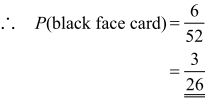 ∴ P(black face card) = 6/52
= 3/26